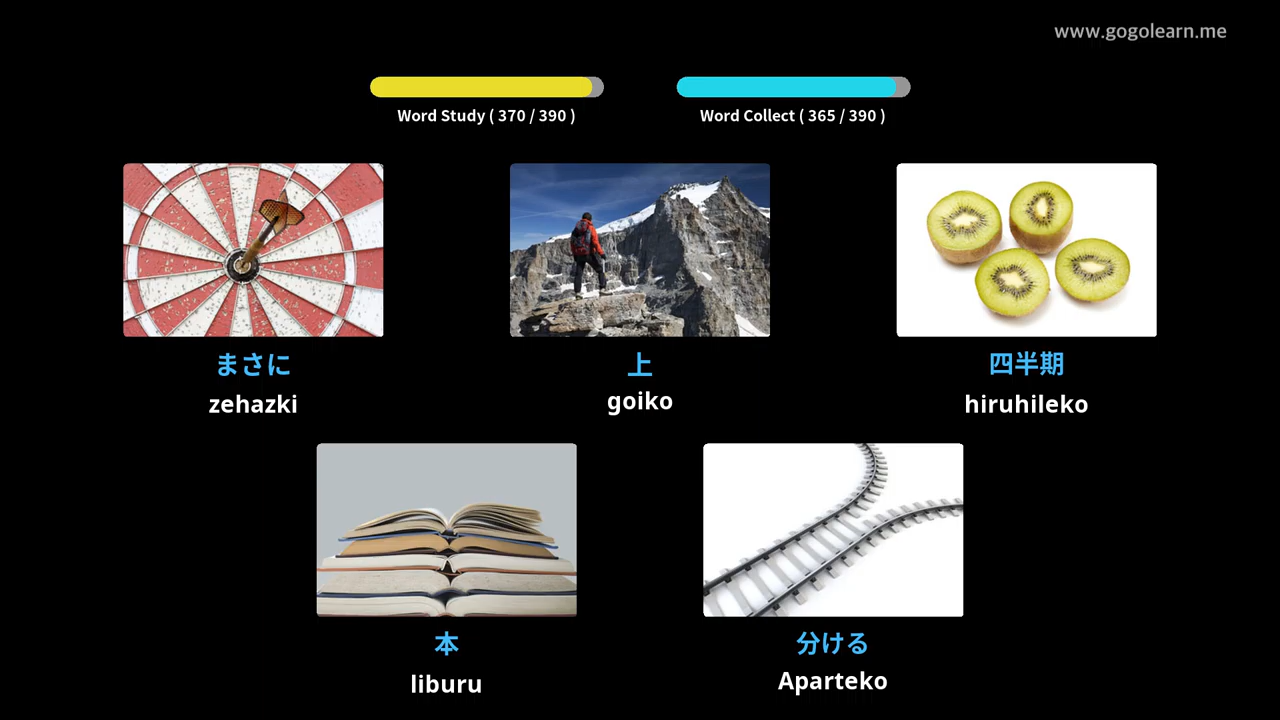 www.gogolearn.me
Word Study ( 370 / 390 )
Word Collect ( 365 / 390 )
まさに
zehazki
上
goiko
四半期
hiruhileko
本
liburu
分ける
Aparteko